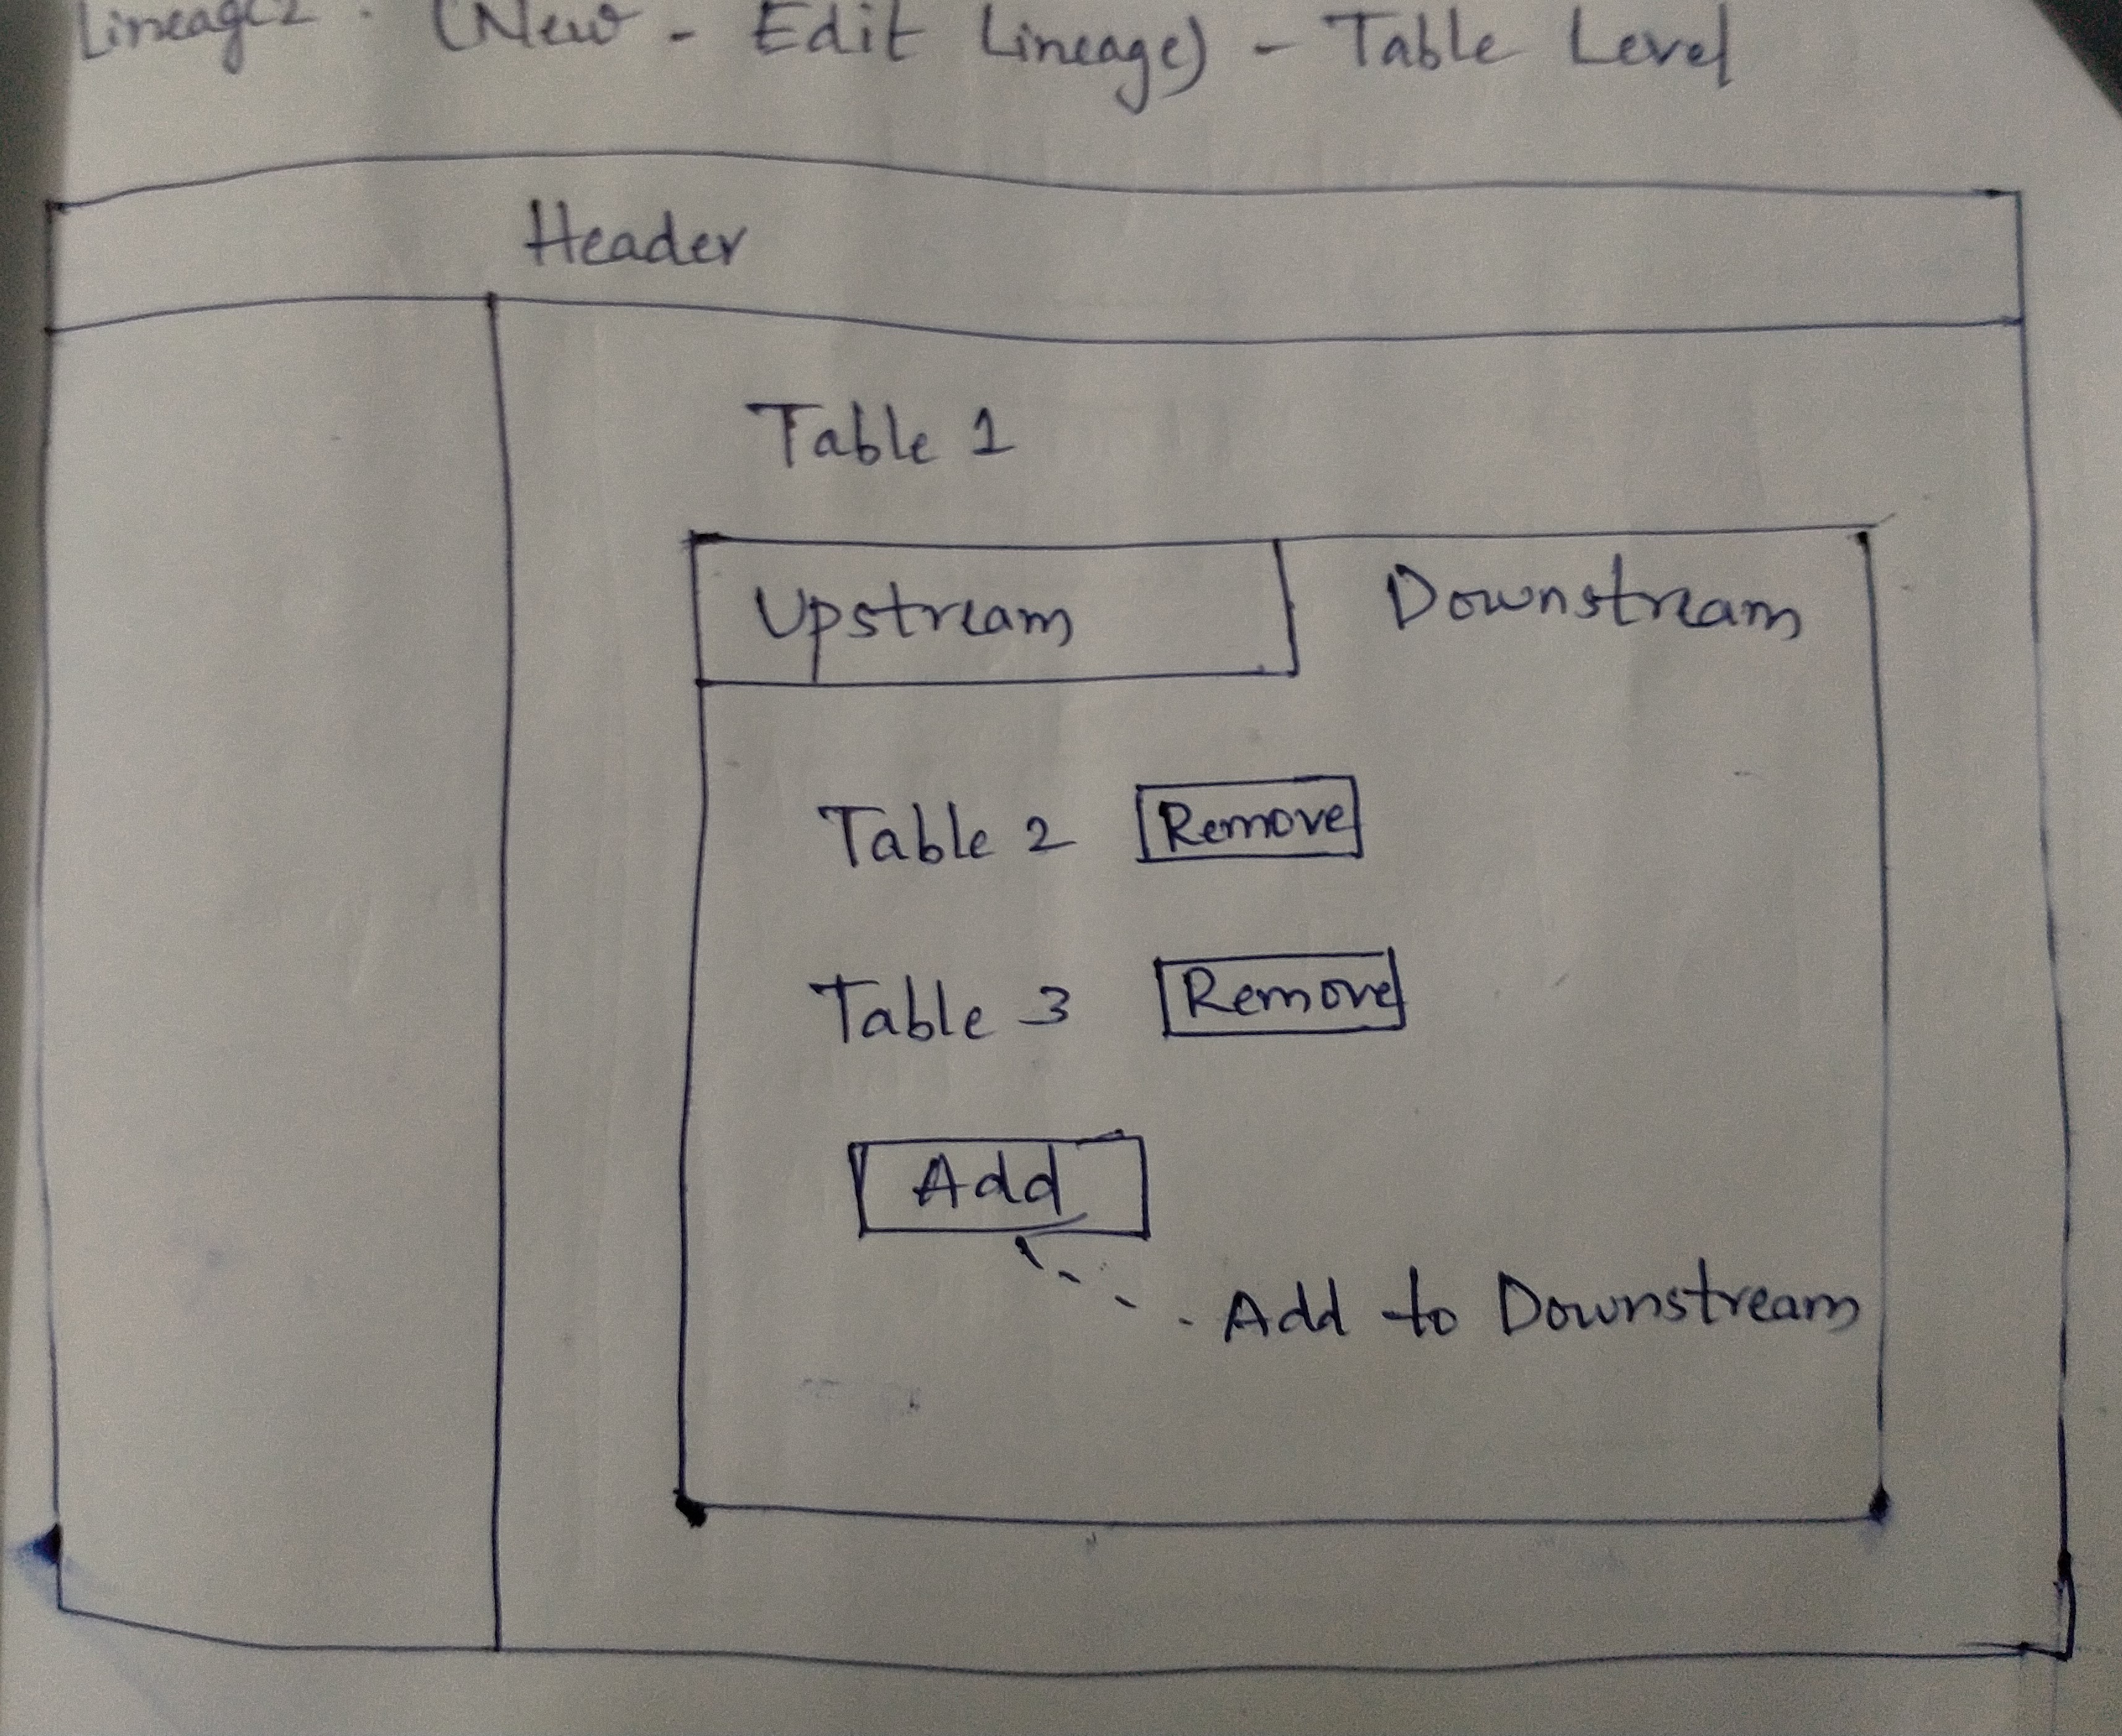 Lineage2. (New - Edit Lineage) - Table Level
Header
Table 1
Upstream Downstream
Table 2 Remove
Table 3 Remove
Add
Add to Downstream